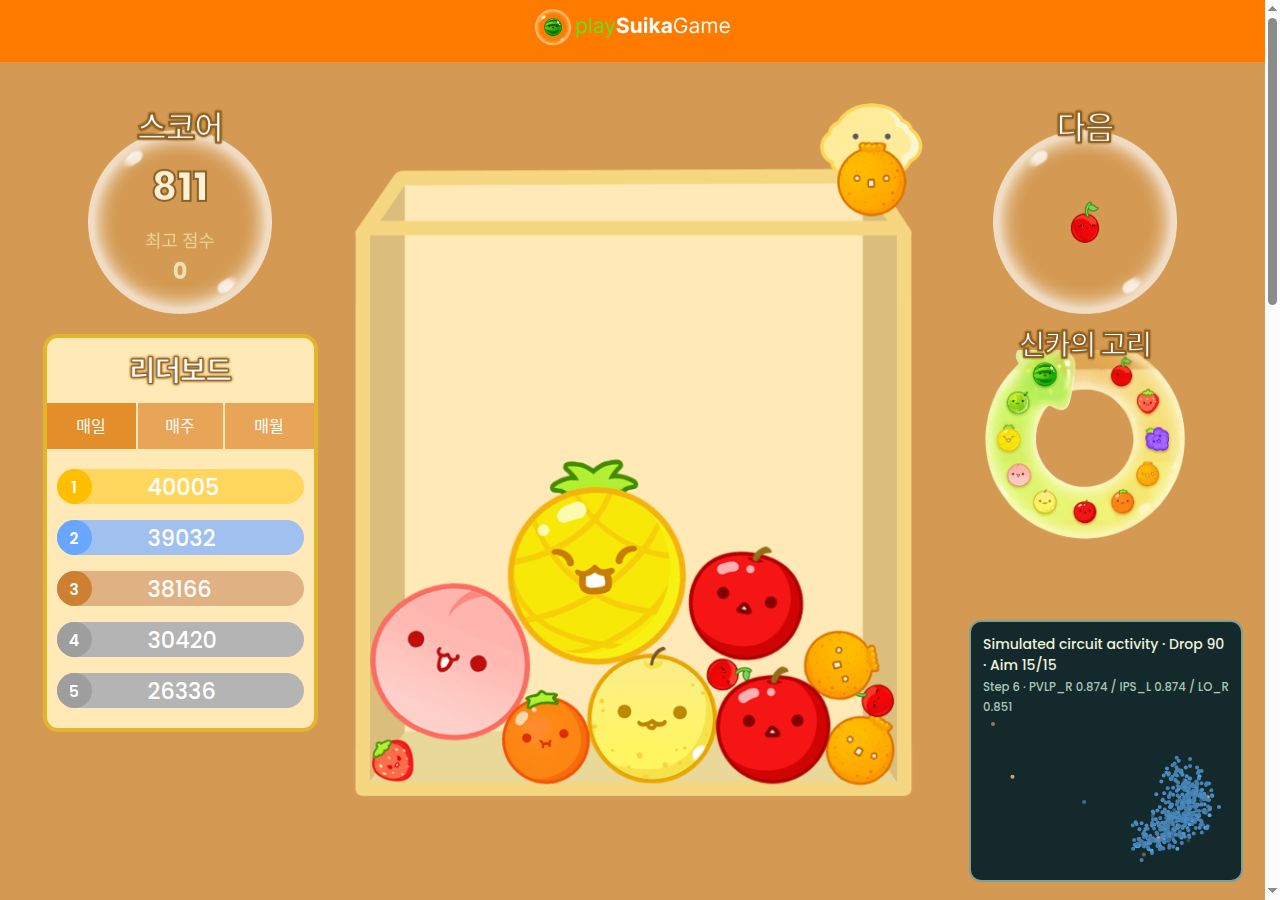 playSuikaGame
스코어
811
최고 점수
0
다음
신카의 고리
리더보드
매일 매주 매월
1 40005
2 39032
3 38166
4 30420
5 26336
Simulated circuit activity · Drop 90
· Aim 15/15
Step 6 · PVLP_R 0.874 / IPS_L 0.874 / LO_R
0.851